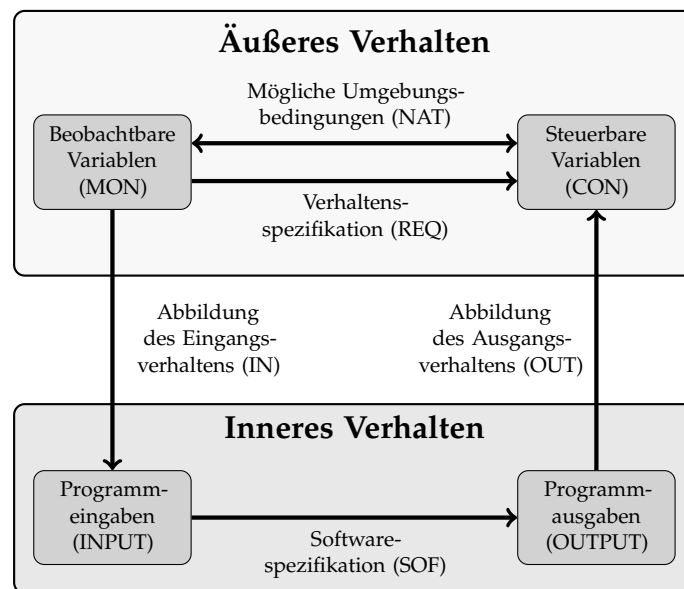 Äußeres Verhalten
Mögliche Umgebungs-
bedingungen (NAT)
Beobachtbare
Variablen
(MON)
Steuerbare
Variablen
(CON)
Verhaltens-
spezifikation (REQ)
Abbildung
des Eingangs-
verhaltens (IN)
Abbildung
des Ausgangs-
verhaltens (OUT)
Inneres Verhalten
Programm-
eingaben
(INPUT)
Programm-
ausgaben
(OUTPUT)
Software-
spezifikation (SOF)